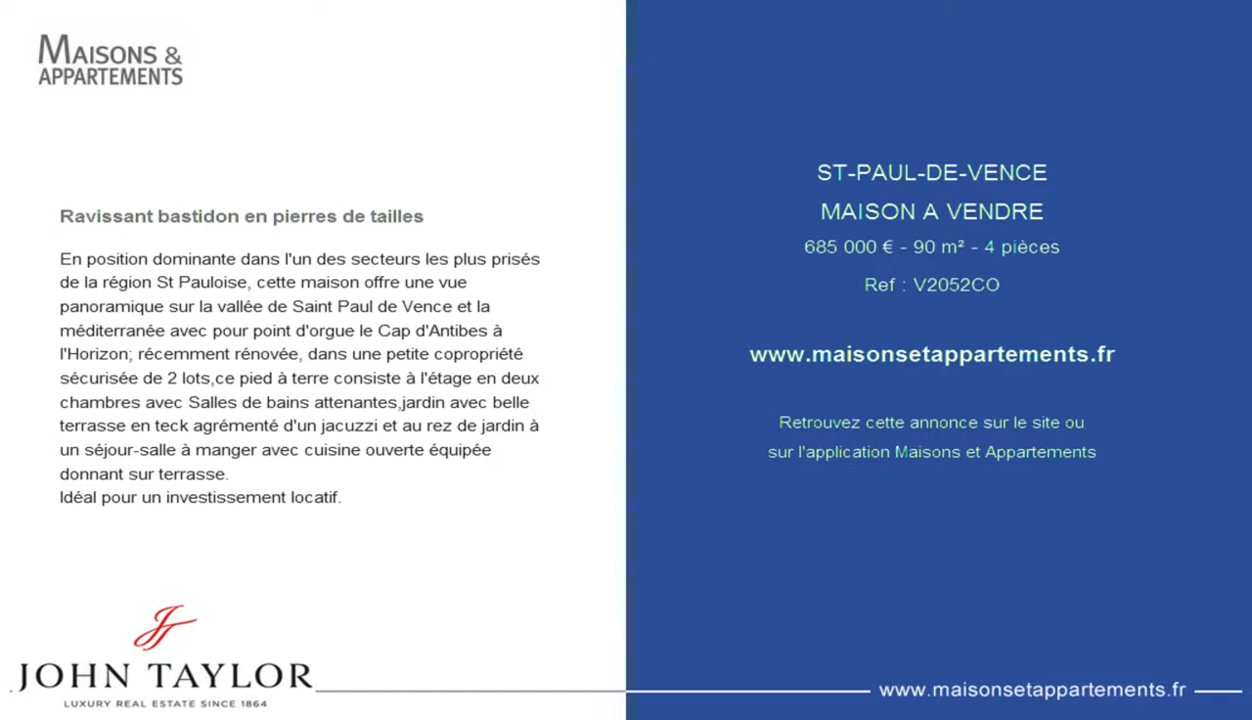 MAISONS &
APPARTEMENTS
Ravissant bastidon en pierres de tailles
En position dominante dans l'un des secteurs les plus prisés
de la région St Pauloise, cette maison offre une vue
panoramique sur la vallée de Saint Paul de Vence et la
méditerranée avec pour point d'orgue le Cap d'Antibes à
l'Horizon; récemment rénovée, dans une petite copropriété
sécurisée de 2 lots,ce pied à terre consiste à l'étage en deux
chambres avec Salles de bains attenantes,jardin avec belle
terrasse en teck agrémenté d'un jacuzzi et au rez de jardin à
un séjour-salle à manger avec cuisine ouverte équipée
donnant sur terrasse.
Idéal pour un investissement locatif.
JOHN TAYLOR
LUXURY REAL ESTATE SINCE 1864
ST-PAUL-DE-VENCE
MAISON A VENDRE
685 000 € - 90 m² - 4 pièces
Ref : V2052CO
www.maisonsetappartements.fr
Retrouvez cette annonce sur le site ou
sur l'application Maisons et Appartements
www.maisonsetappartements.fr